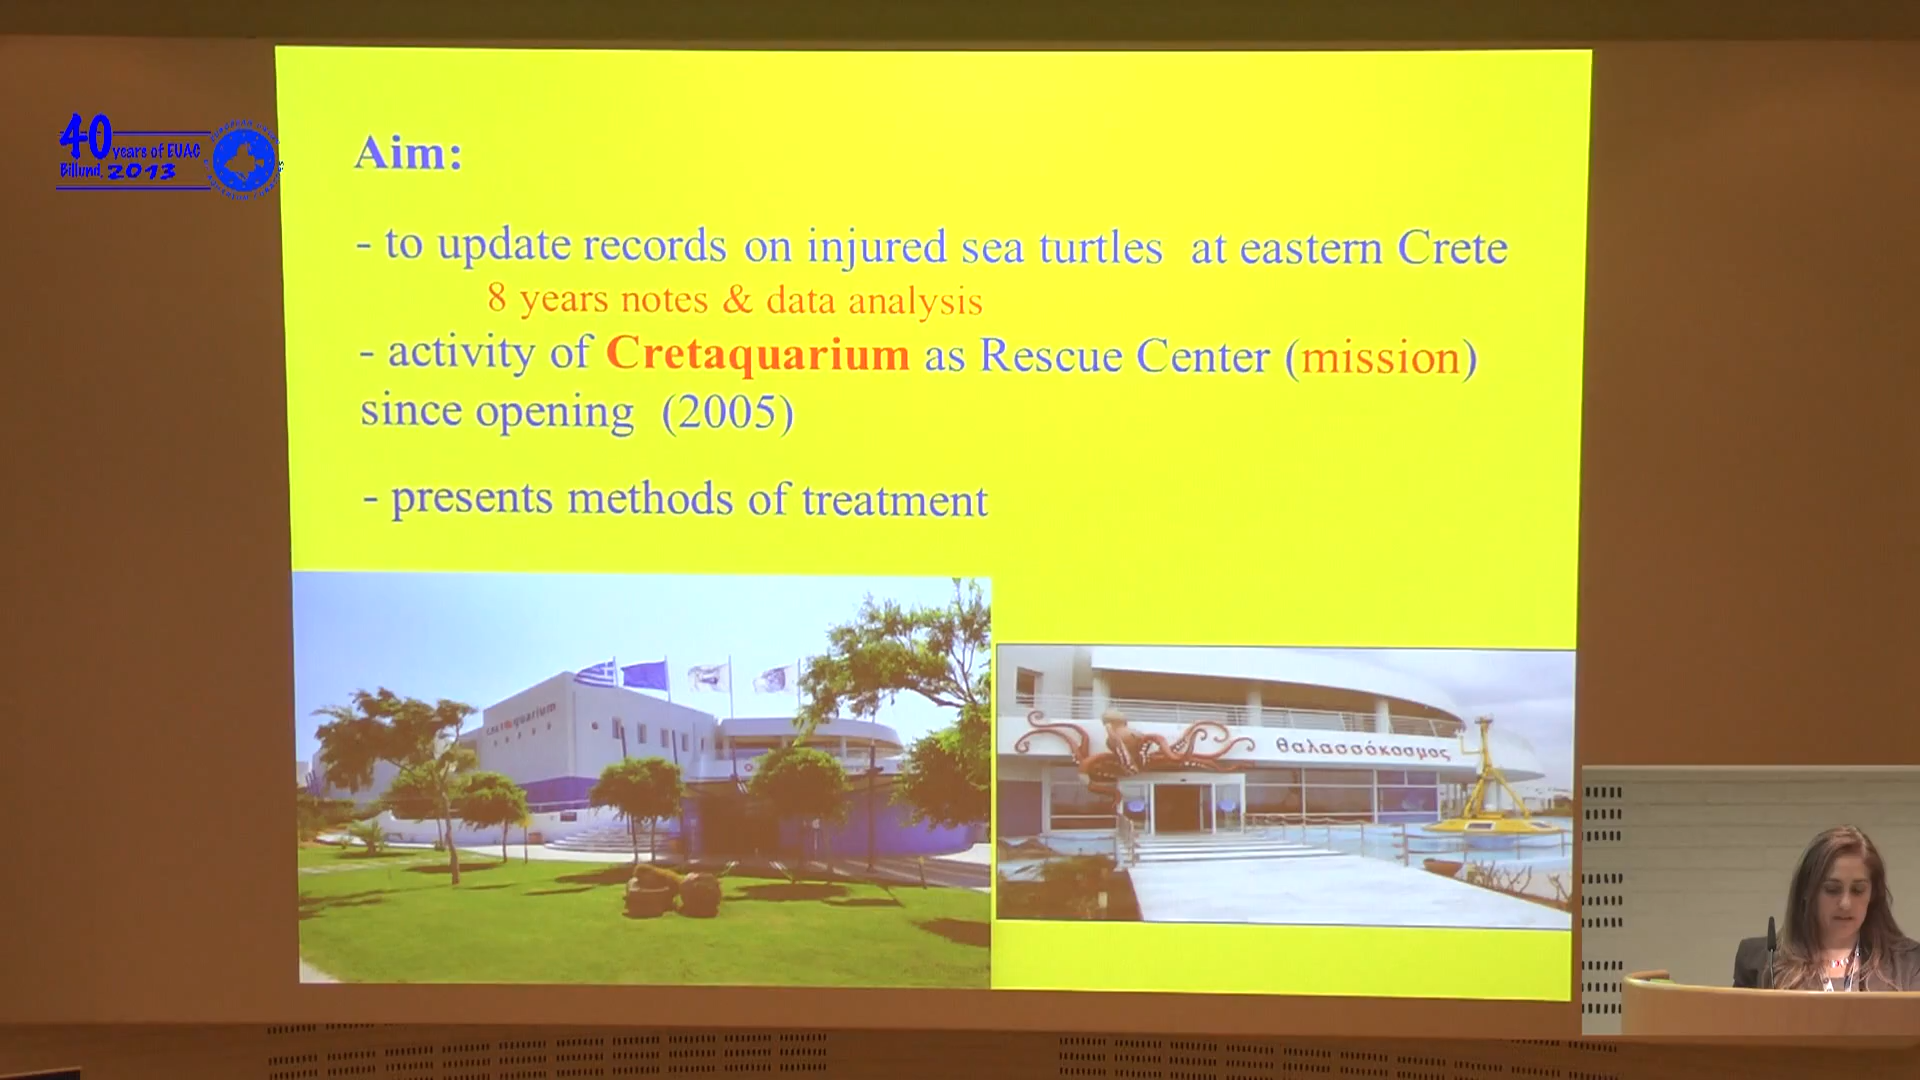 40 years of EUAC
Billund, 2013
Aim:
- to update records on injured sea turtles at eastern Crete
8 years notes & data analysis
- activity of Cretaquarium as Rescue Center (mission)
since opening (2005)
- presents methods of treatment
cretaquarium
θαλασσόκοσμος